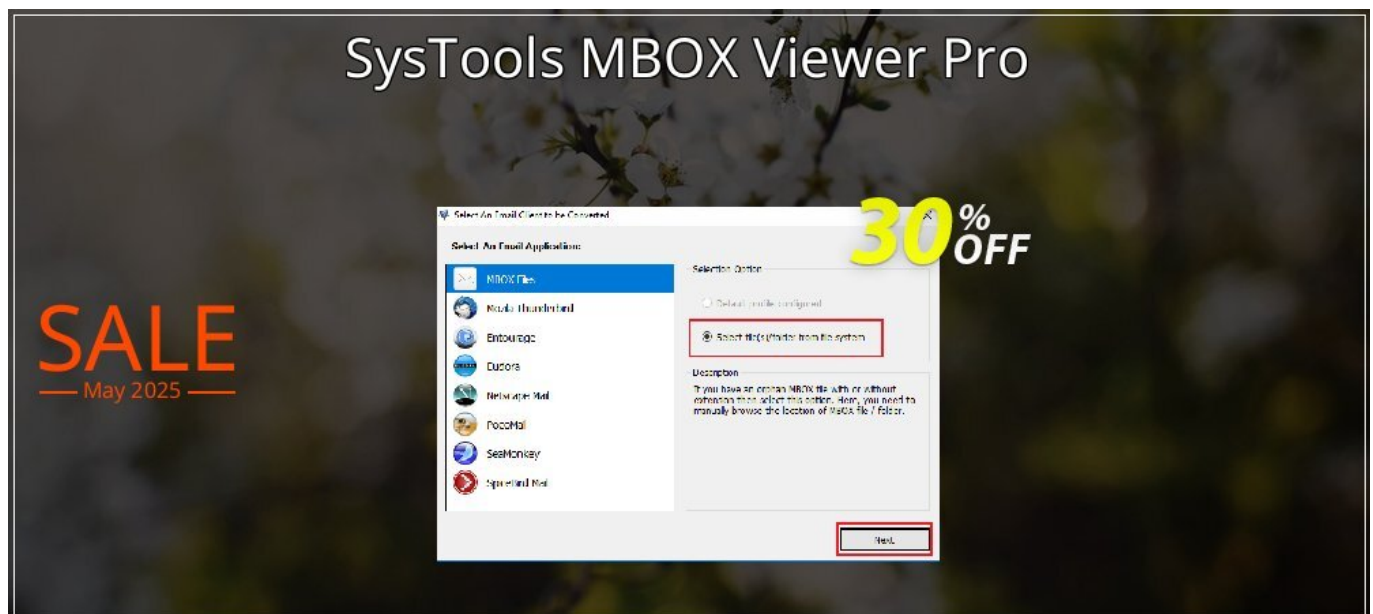 SysTools MBOX Viewer Pro
30%
OFF
SALE
May 2025
Select An Email Client to be Converted
Select An Email Application:
MBOX Files
Mozilla Thunderbird
Entourage
Eudora
Netscape Mail
PocoMail
SeaMonkey
SpiceBird Mail
Selection Option
Default profile configured
Select file(s)/folder from file system
Description
If you have an orphan MBOX file with or without
extension then select this option. Here, you need to
manually browse the location of MBOX file / folder.
Next